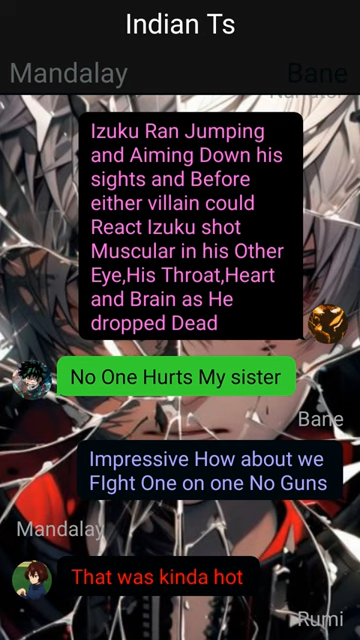 Indian Ts
Mandalay
Bane
Narrator
Izuku Ran Jumping
and Aiming Down his
sights and Before
either villain could
React Izuku shot
Muscular in his Other
Eye,His Throat,Heart
and Brain as He
dropped Dead
No One Hurts My sister
Bane
Impressive How about we
FIght One on one No Guns
Mandalay
That was kinda hot
Rumi